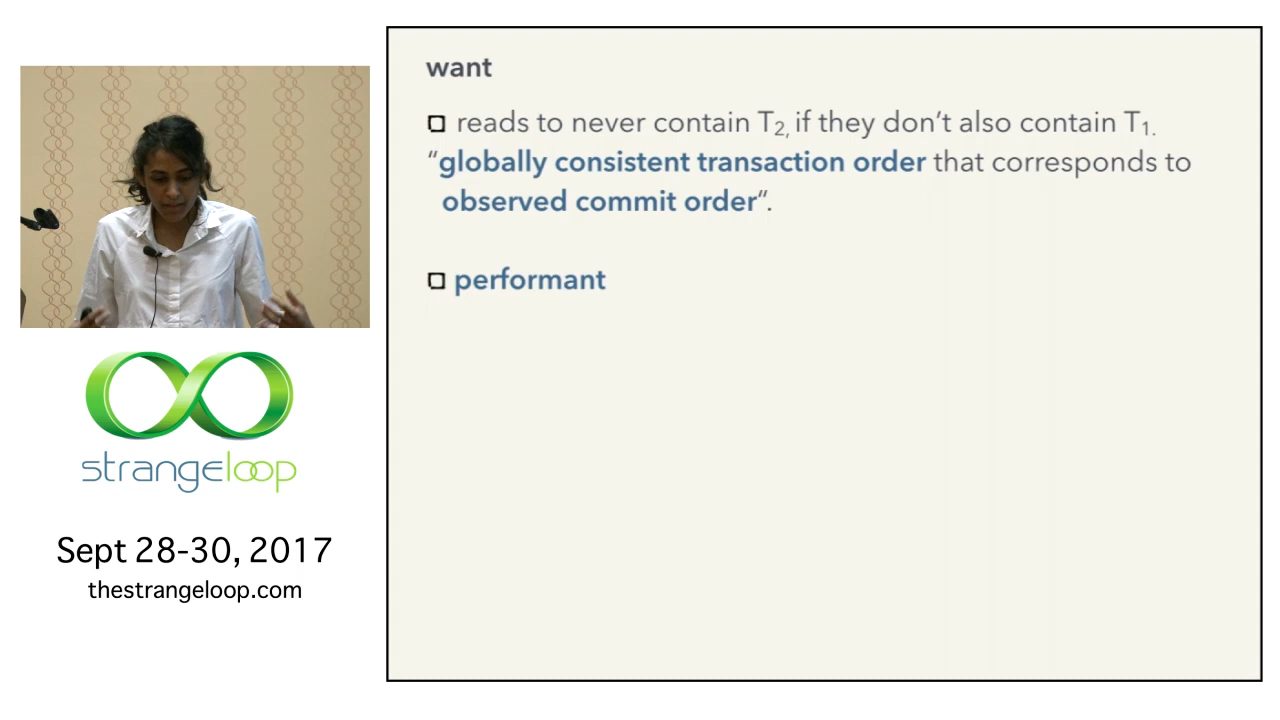 want
☐ reads to never contain T₂, if they don't also contain T₁.
“globally consistent transaction order that corresponds to
observed commit order“.
☐ performant
strangeloop
Sept 28-30, 2017
thestrangeloop.com